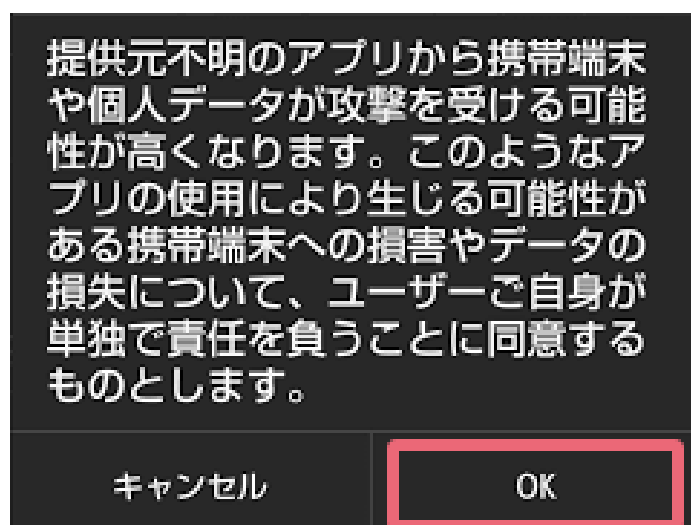 提供元不明のアプリから携帯端末
や個人データが攻撃を受ける可能
性が高くなります。このようなア
プリの使用により生じる可能性が
ある携帯端末への損害やデータの
損失について、ユーザーご自身が
単独で責任を負うことに同意する
ものとします。
キャンセル
OK